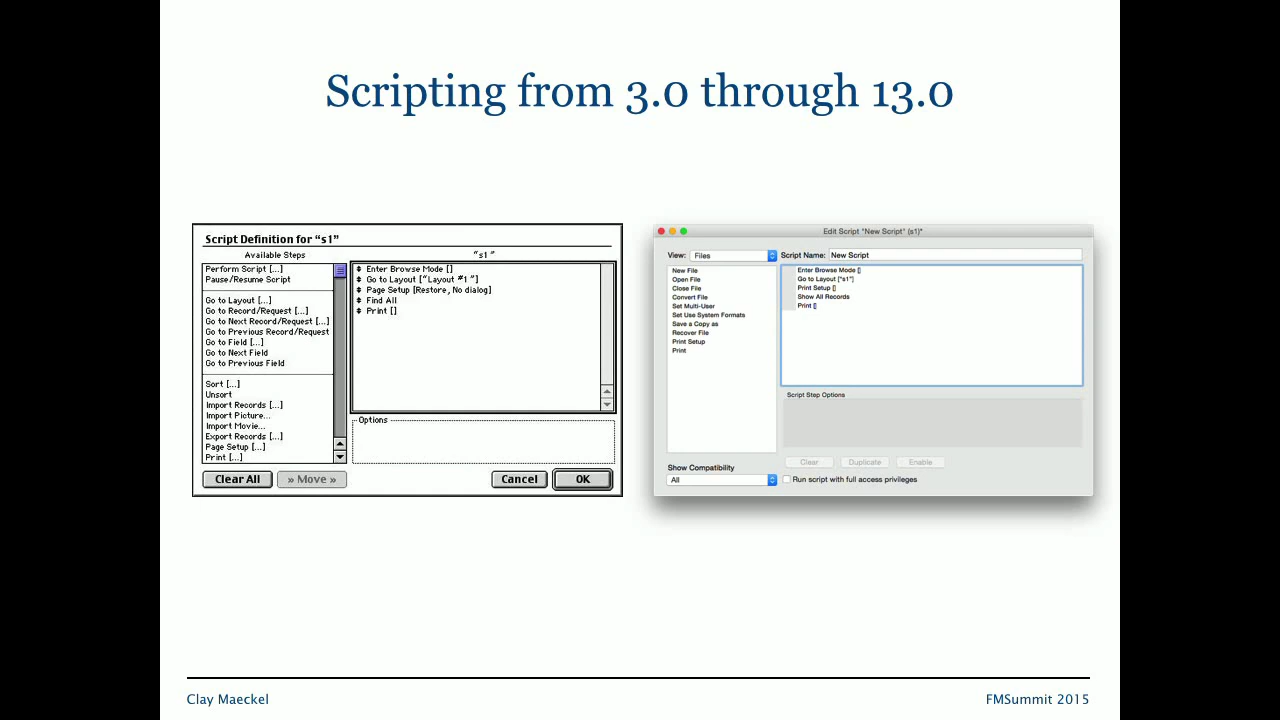 Scripting from 3.0 through 13.0
Script Definition for “s1”
Available Steps
“s1”
Perform Script [...]
Pause/Resume Script
Go to Layout [...]
Go to Record/Request [...]
Go to Next Record/Request [...]
Go to Previous Record/Request
Go to Field [...]
Go to Next Field
Go to Previous Field
Sort [...]
Unsort
Import Records [...]
Import Picture...
Import Movie...
Export Records [...]
Page Setup [...]
Print [...]
Enter Browse Mode []
Go to Layout [“Layout #1”]
Page Setup [Restore, No dialog]
Find All
Print []
Options
Clear All
» Move »
Cancel
OK
Edit Script "New Script" (s1)*
View: Files
Script Name: New Script
New File
Open File
Close File
Convert File
Set Multi-User
Set Use System Formats
Save a Copy as
Recover File
Print Setup
Print
Enter Browse Mode []
Go to Layout ["s1"]
Print Setup []
Show All Records
Print []
Script Step Options
Clear
Duplicate
Enable
Show Compatibility
All
Run script with full access privileges
Clay Maeckel
FMSummit 2015